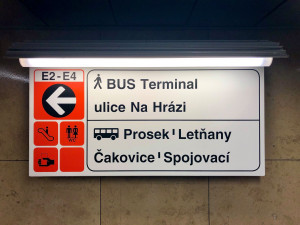 E2-E4
BUS Terminal
ulice Na Hrázi
Prosek Letňany
Čakovice Spojovací